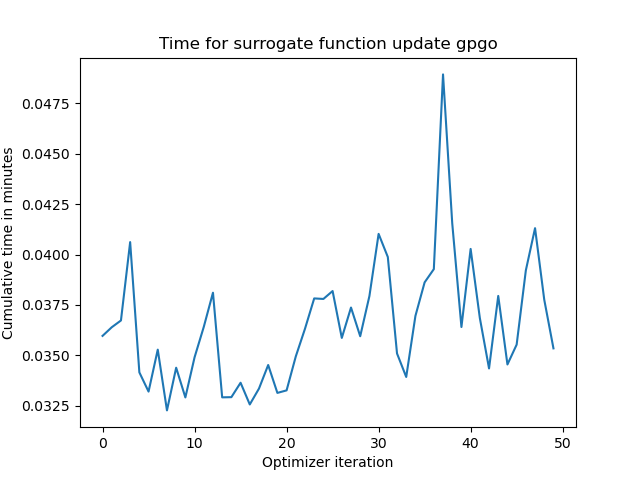 Time for surrogate function update gpgo
Cumulative time in minutes
0.0475
0.0450
0.0425
0.0400
0.0375
0.0350
0.0325
0 10 20 30 40 50
Optimizer iteration